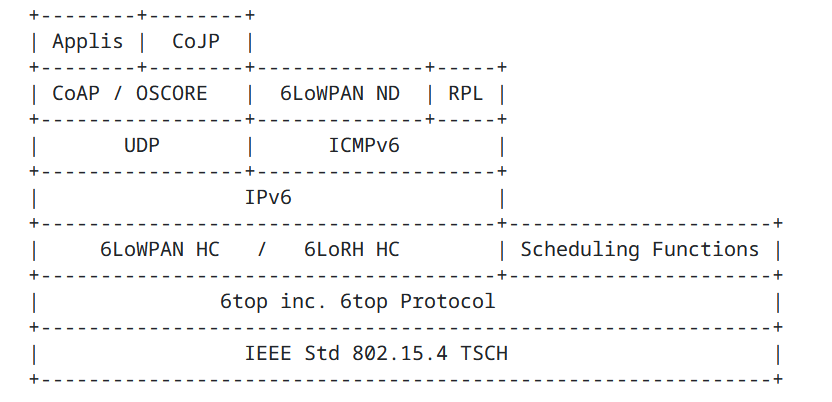 +--------+--------+
| Applis |  CoJP  |
+--------+--------+--------------+-----+
| CoAP / OSCORE   |  6LoWPAN ND  | RPL |
+-----------------+--------------+-----+
|       UDP       |      ICMPv6        |
+-----------------+--------------------+
|                 IPv6                 |
+--------------------------------------+----------------------+
|     6LoWPAN HC   /   6LoRH HC        | Scheduling Functions |
+--------------------------------------+----------------------+
|               6top inc. 6top Protocol                       |
+-------------------------------------------------------------+
|                 IEEE Std 802.15.4 TSCH                      |
+-------------------------------------------------------------+